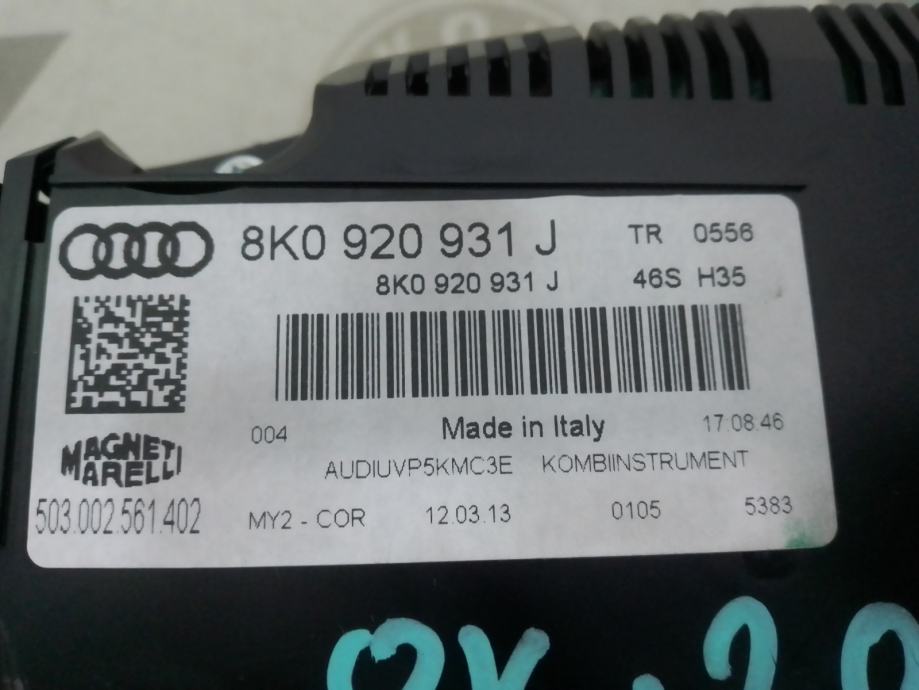 8K0 920 931 J TR 0556
8K0 920 931 J 46S H35
004 Made in Italy 17.08.46
MAGNETI
MARELLI
AUDIUVP5KMC3E KOMBIINSTRUMENT
503.002.561.402 MY2 - COR 12.03.13 0105 5383